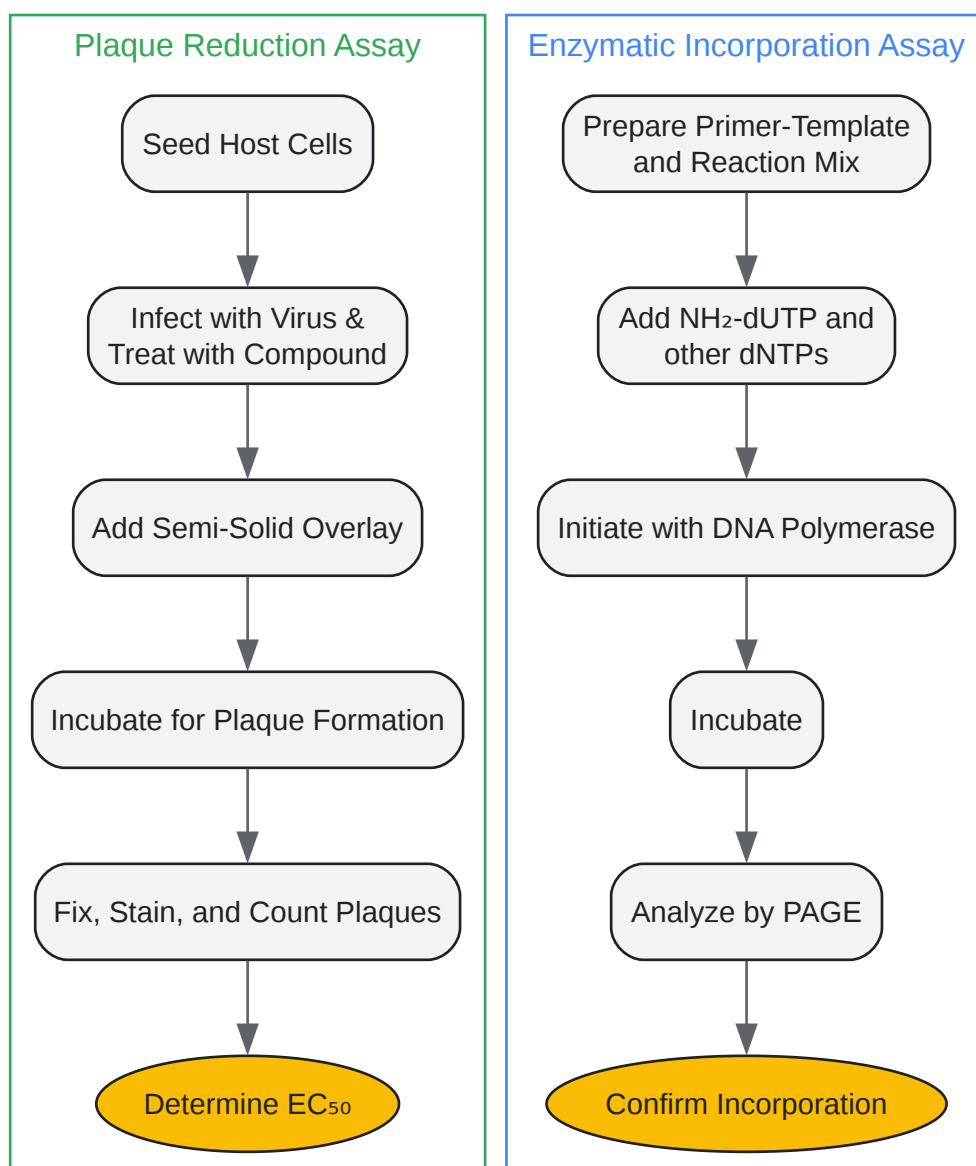 Plaque Reduction Assay
Seed Host Cells
Infect with Virus &
Treat with Compound
Add Semi-Solid Overlay
Incubate for Plaque Formation
Fix, Stain, and Count Plaques
Determine EC₅₀
Enzymatic Incorporation Assay
Prepare Primer-Template
and Reaction Mix
Add NH₂-dUTP and
other dNTPs
Initiate with DNA Polymerase
Incubate
Analyze by PAGE
Confirm Incorporation